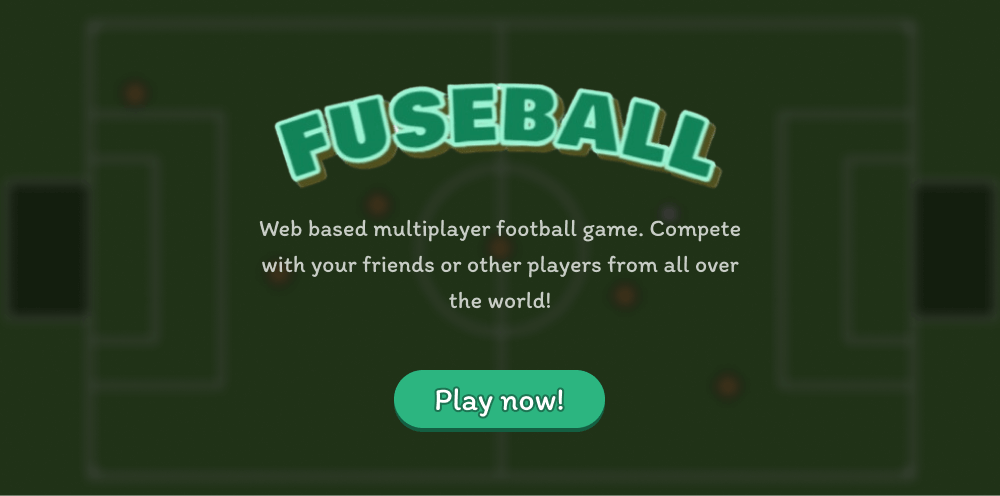 FUSEBALL
Web based multiplayer football game. Compete
with your friends or other players from all over
the world!
Play now!